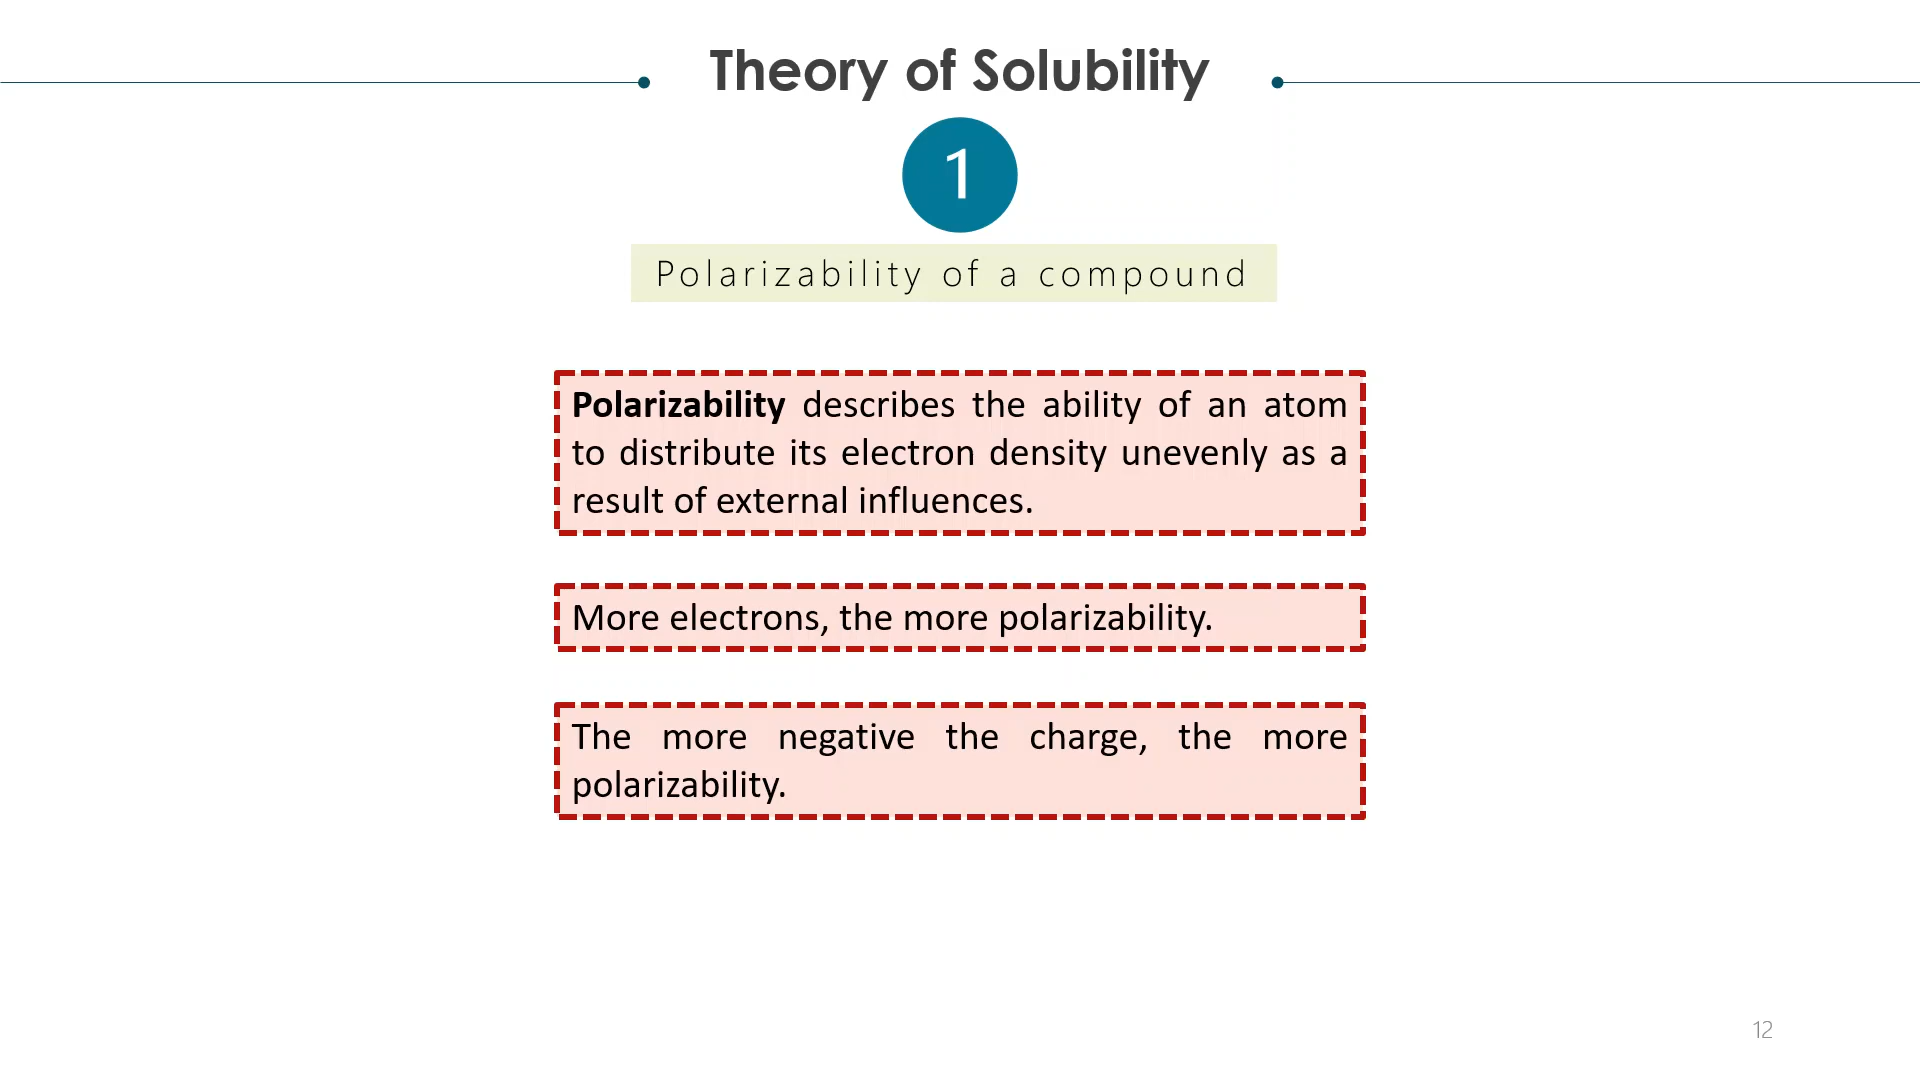 Theory of Solubility
1
Polarizability of a compound
Polarizability describes the ability of an atom
to distribute its electron density unevenly as a
result of external influences.
More electrons, the more polarizability.
The more negative the charge, the more
polarizability.
12